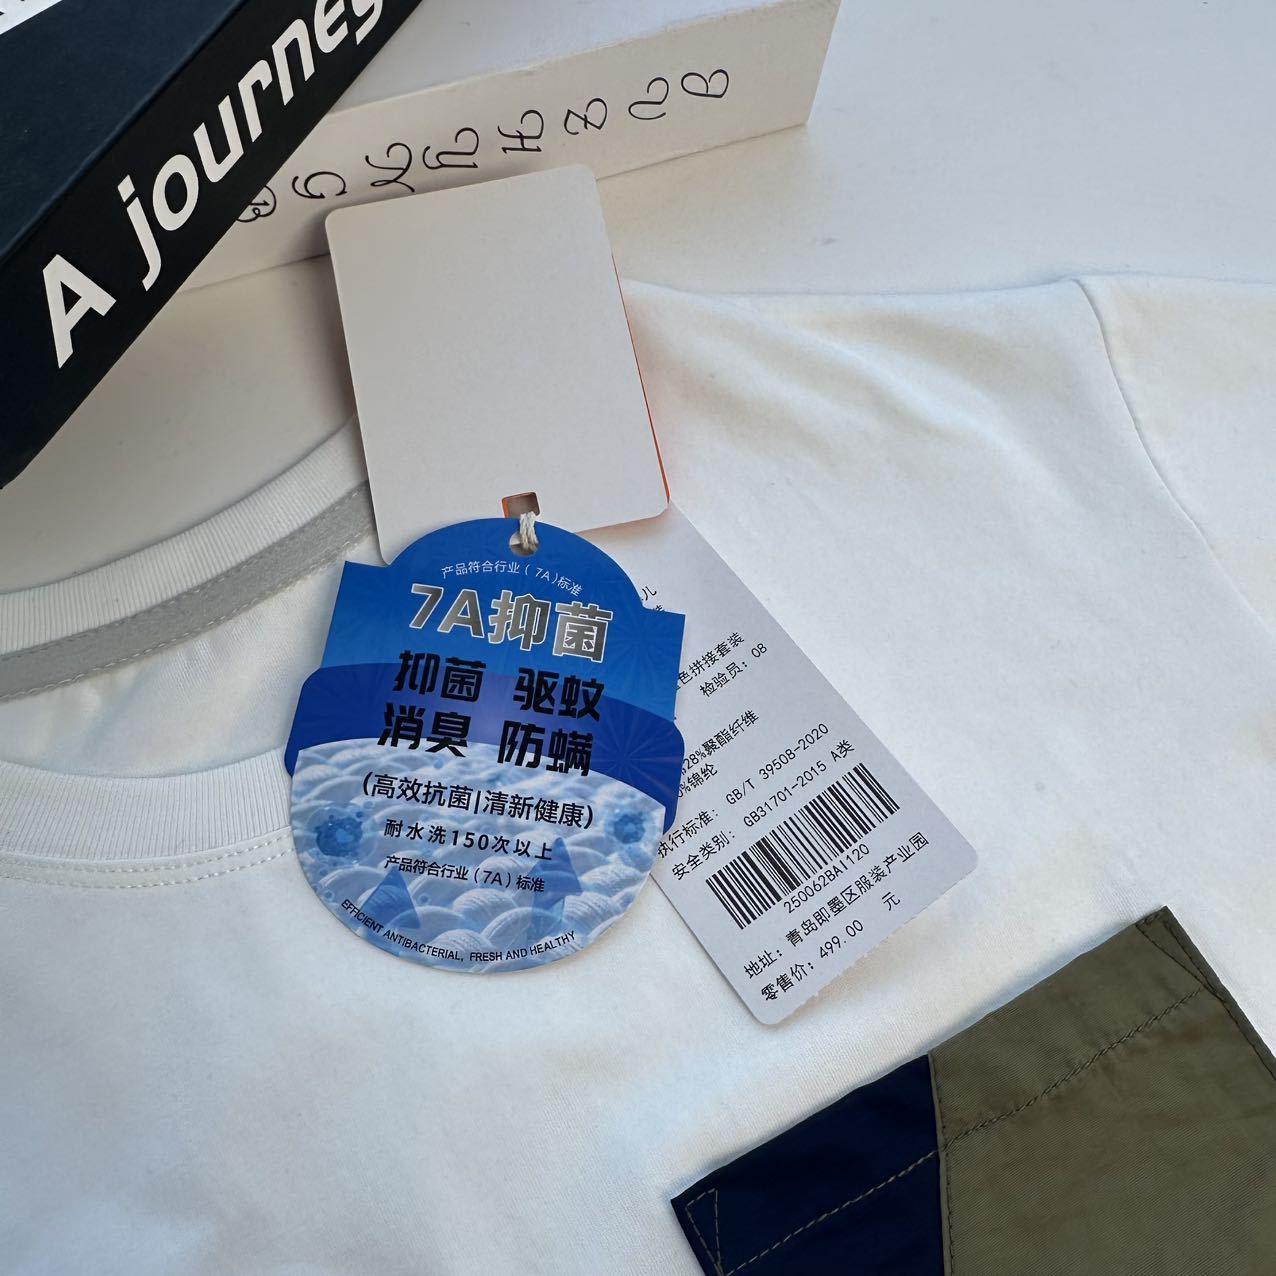 A journey
产品符合行业(7A)标准
7A抑菌
抑菌 驱蚊
消臭 防螨
(高效抗菌|清新健康)
耐水洗150次以上
产品符合行业(7A)标准
EFFICIENT ANTIBACTERIAL, FRESH AND HEALTHY
色拼接套装
检验员: 08
28%聚酯纤维
%锦纶
执行标准: GB/T 39508-2020
安全类别: GB31701-2015 A类
250062BA1120
地址: 青岛即墨区服装产业园
零售价: 499.00 元